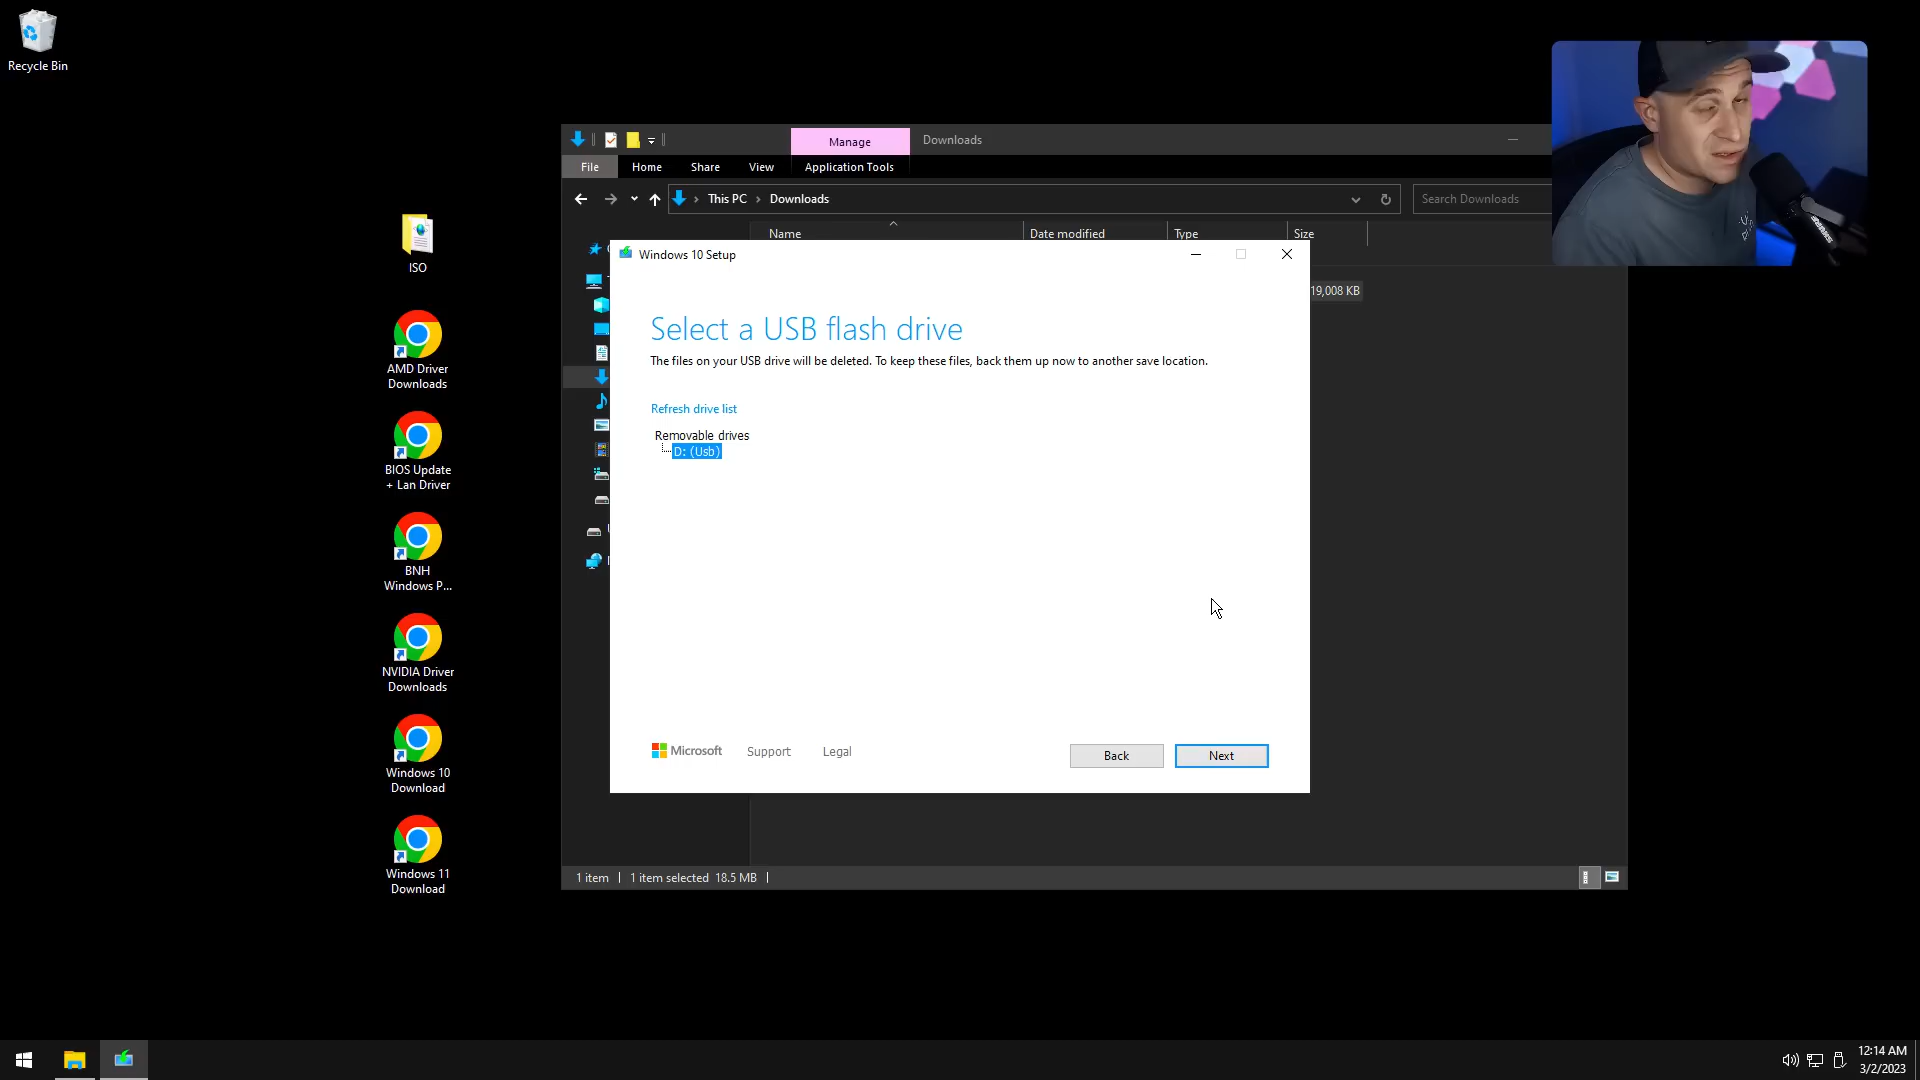 Recycle Bin
Manage
Downloads
File
Home
Share
View
Application Tools
This PC
Downloads
Search Downloads
Name
Date modified
Type
Size
ISO
Windows 10 Setup
19,008 KB
Select a USB flash drive
The files on your USB drive will be deleted. To keep these files, back them up now to another save location.
AMD Driver
Downloads
Refresh drive list
Removable drives
D: (Usb)
BIOS Update
+ Lan Driver
BNH
Windows P...
NVIDIA Driver
Downloads
Microsoft
Support
Legal
Back
Next
Windows 10
Download
Windows 11
Download
1 item
1 item selected 18.5 MB
12:14 AM
3/2/2023